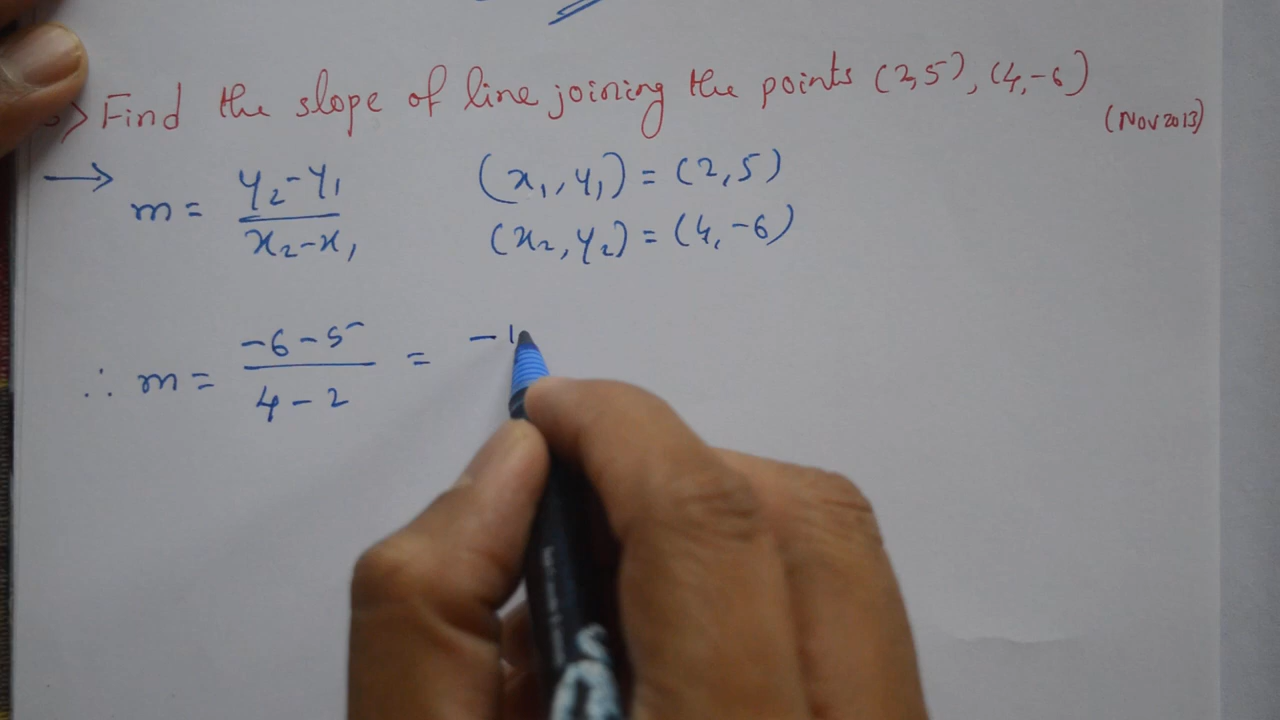 > Find the slope of line joining the points (2,5), (4,-6)
(Nov 2013)
→ m = y₂-y₁ / x₂-x₁
(x₁, y₁) = (2, 5)
(x₂, y₂) = (4, -6)
∴ m = -6-5 / 4-2 = -1